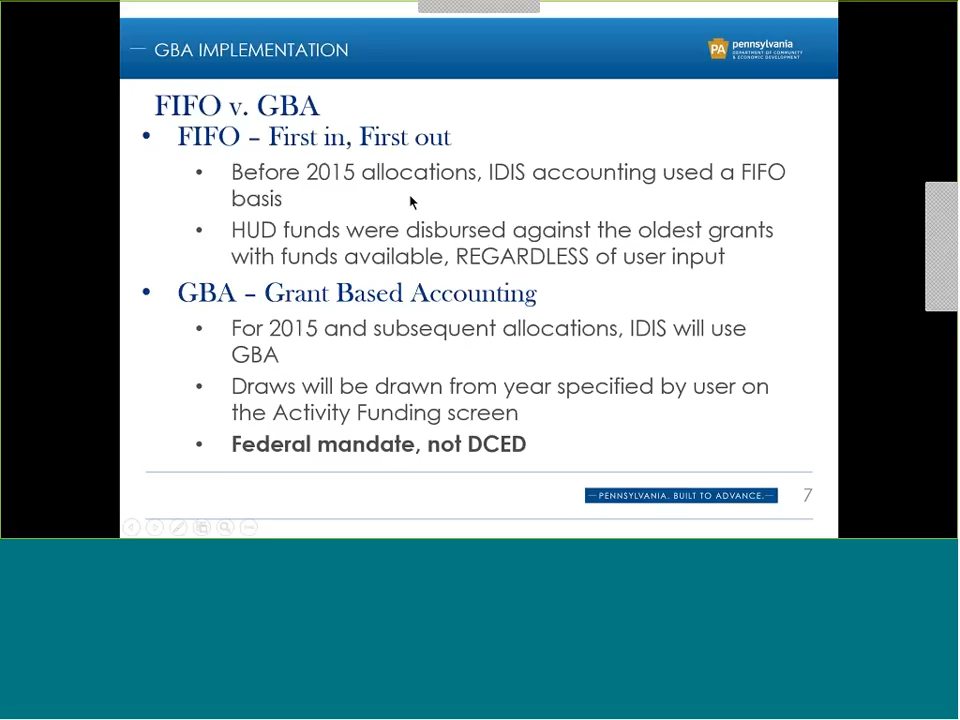 GBA IMPLEMENTATION
PA
pennsylvania
DEPARTMENT OF COMMUNITY
& ECONOMIC DEVELOPMENT
FIFO v. GBA
• FIFO – First in, First out
• Before 2015 allocations, IDIS accounting used a FIFO
basis
• HUD funds were disbursed against the oldest grants
with funds available, REGARDLESS of user input
• GBA – Grant Based Accounting
• For 2015 and subsequent allocations, IDIS will use
GBA
• Draws will be drawn from year specified by user on
the Activity Funding screen
• Federal mandate, not DCED
PENNSYLVANIA. BUILT TO ADVANCE.
7